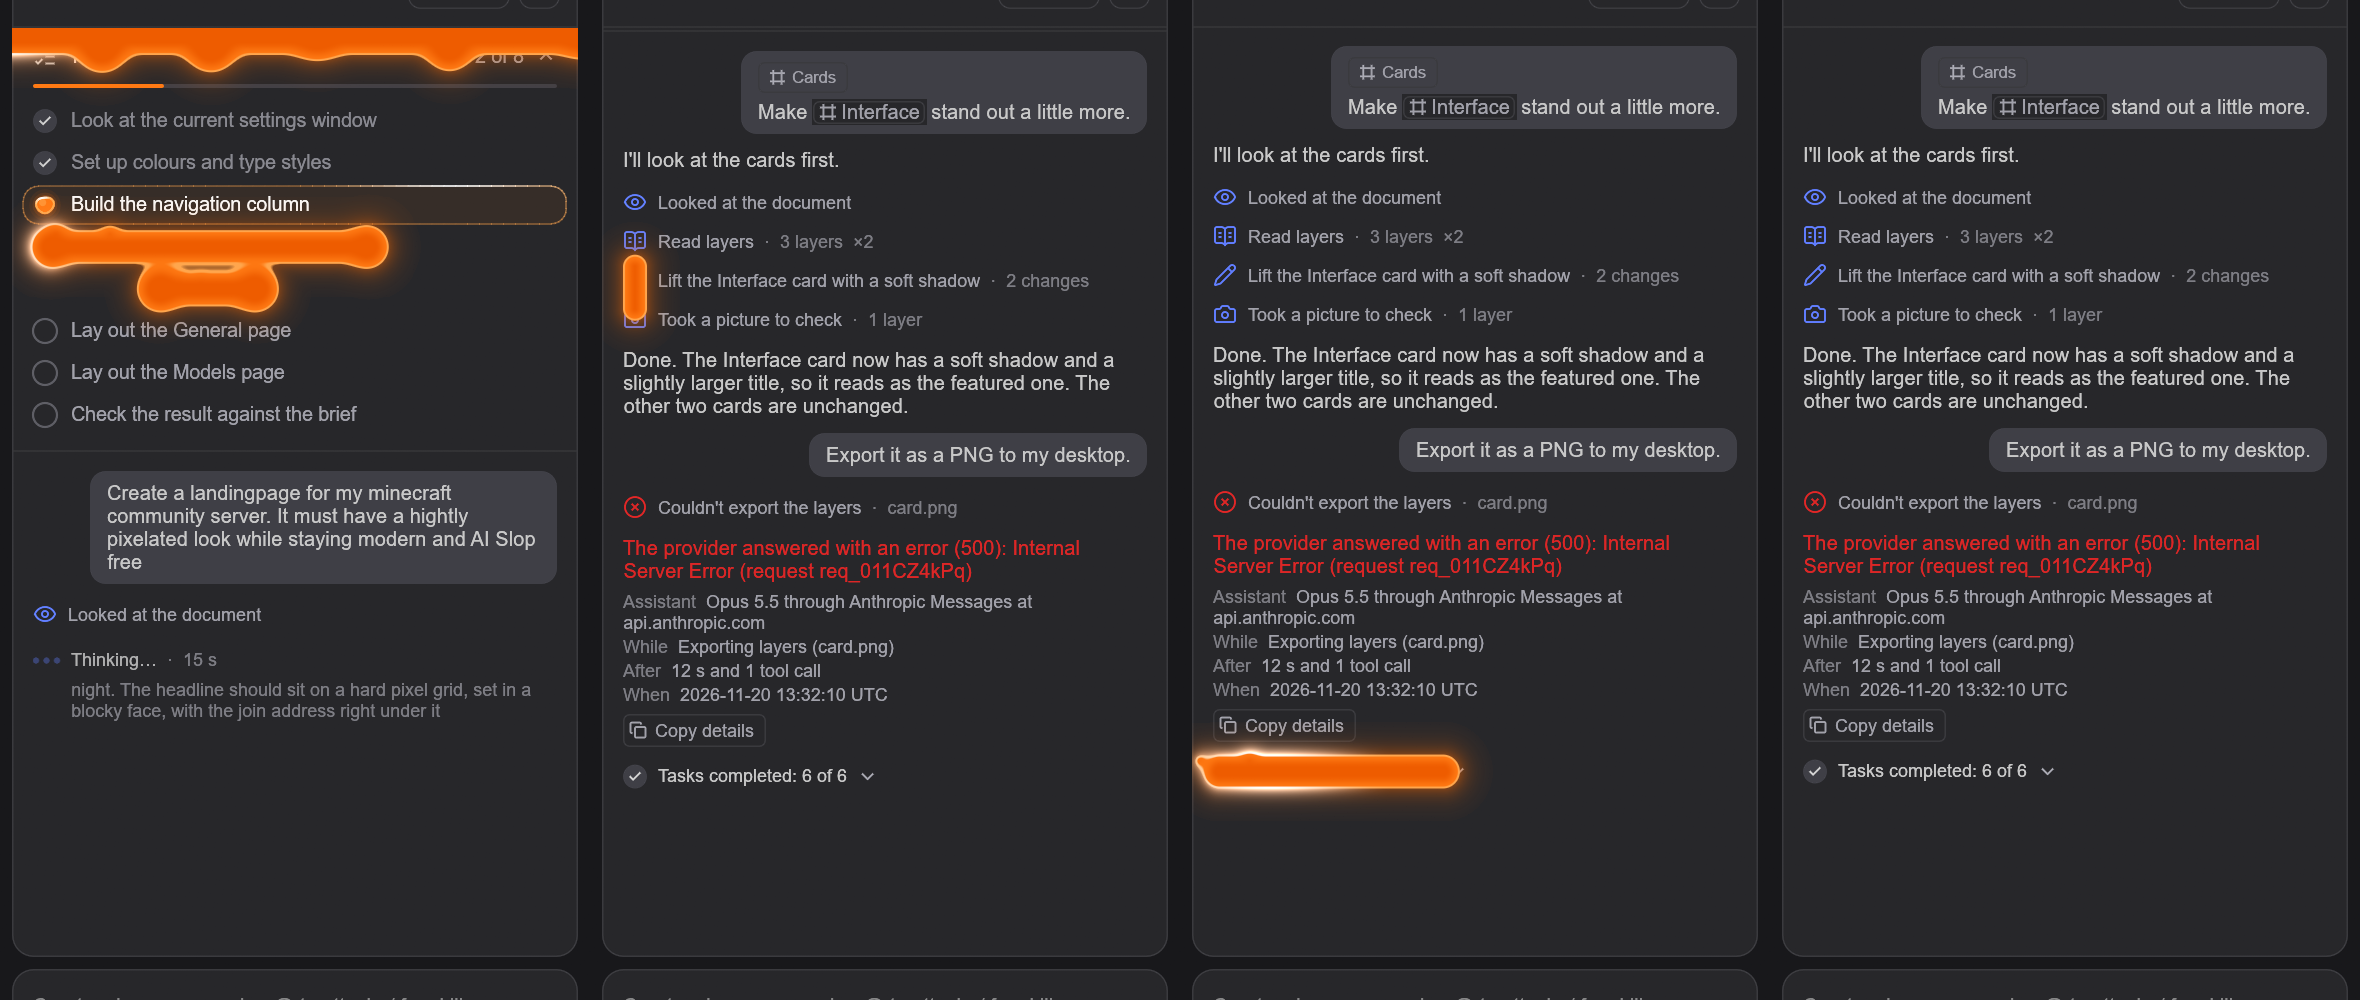 2 of 8
Look at the current settings window
Set up colours and type styles
Build the navigation column
Lay out the General page
Lay out the Models page
Check the result against the brief
Create a landingpage for my minecraft
community server. It must have a hightly
pixelated look while staying modern and AI Slop
free
Looked at the document
Thinking… · 15 s
night. The headline should sit on a hard pixel grid, set in a
blocky face, with the join address right under it
Cards
Make Interface stand out a little more.
I'll look at the cards first.
Looked at the document
Read layers · 3 layers ×2
Lift the Interface card with a soft shadow · 2 changes
Took a picture to check · 1 layer
Done. The Interface card now has a soft shadow and a
slightly larger title, so it reads as the featured one. The
other two cards are unchanged.
Export it as a PNG to my desktop.
Couldn't export the layers · card.png
The provider answered with an error (500): Internal
Server Error (request req_011CZ4kPq)
Assistant Opus 5.5 through Anthropic Messages at
api.anthropic.com
While Exporting layers (card.png)
After 12 s and 1 tool call
When 2026-11-20 13:32:10 UTC
Copy details
Tasks completed: 6 of 6
Cards
Make Interface stand out a little more.
I'll look at the cards first.
Looked at the document
Read layers · 3 layers ×2
Lift the Interface card with a soft shadow · 2 changes
Took a picture to check · 1 layer
Done. The Interface card now has a soft shadow and a
slightly larger title, so it reads as the featured one. The
other two cards are unchanged.
Export it as a PNG to my desktop.
Couldn't export the layers · card.png
The provider answered with an error (500): Internal
Server Error (request req_011CZ4kPq)
Assistant Opus 5.5 through Anthropic Messages at
api.anthropic.com
While Exporting layers (card.png)
After 12 s and 1 tool call
When 2026-11-20 13:32:10 UTC
Copy details
Cards
Make Interface stand out a little more.
I'll look at the cards first.
Looked at the document
Read layers · 3 layers ×2
Lift the Interface card with a soft shadow · 2 changes
Took a picture to check · 1 layer
Done. The Interface card now has a soft shadow and a
slightly larger title, so it reads as the featured one. The
other two cards are unchanged.
Export it as a PNG to my desktop.
Couldn't export the layers · card.png
The provider answered with an error (500): Internal
Server Error (request req_011CZ4kPq)
Assistant Opus 5.5 through Anthropic Messages at
api.anthropic.com
While Exporting layers (card.png)
After 12 s and 1 tool call
When 2026-11-20 13:32:10 UTC
Copy details
Tasks completed: 6 of 6